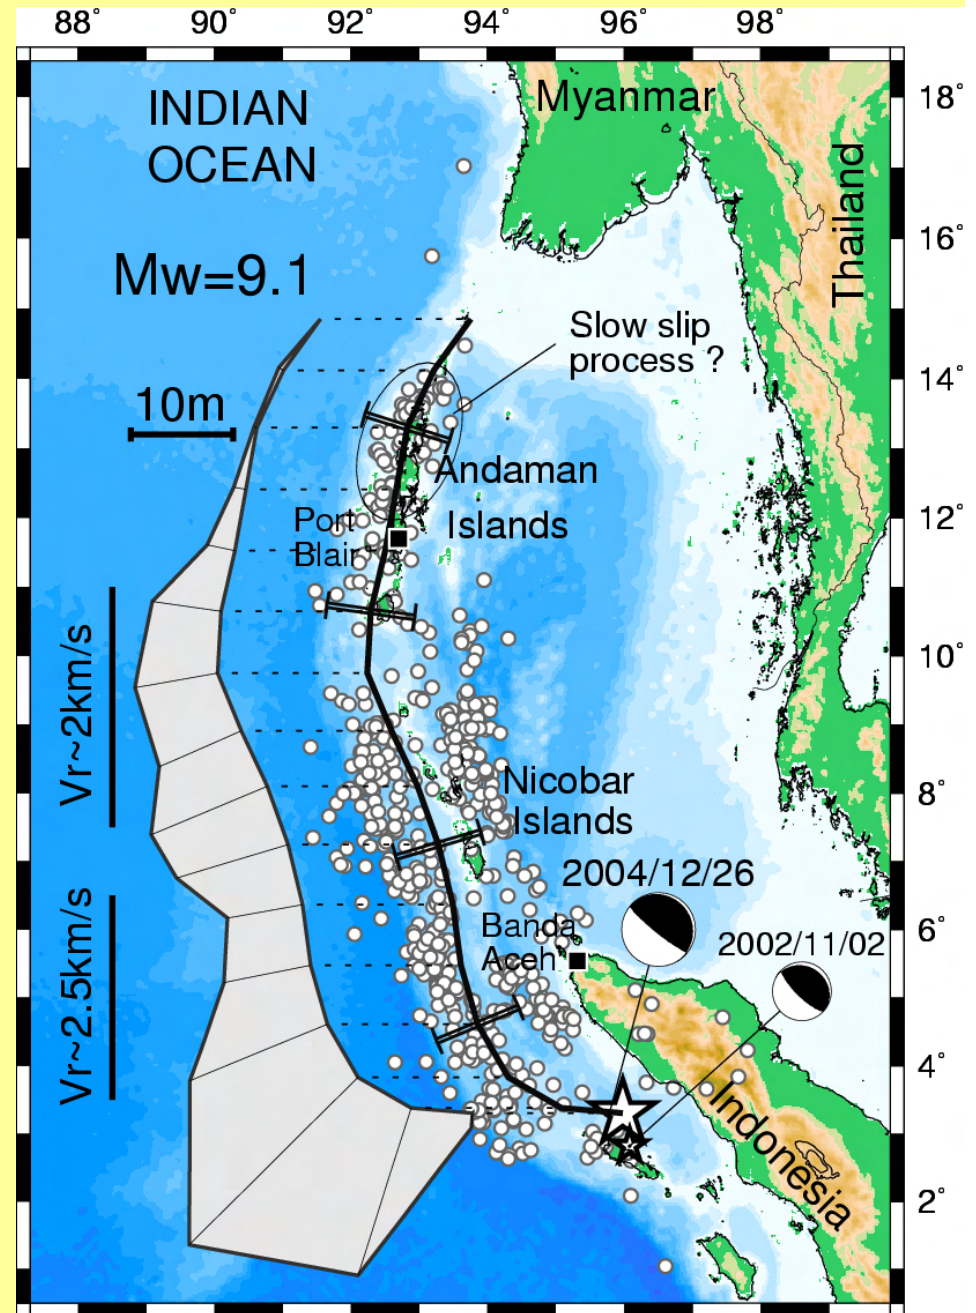 88° 90° 92° 94° 96° 98°
INDIAN
OCEAN
Myanmar
Thailand
18°
16°
14°
12°
10°
8°
6°
4°
2°
Mw=9.1
Slow slip
process ?
10m
Andaman
Islands
Port
Blair
Vr~2km/s
Nicobar
Islands
2004/12/26
2002/11/02
Banda
Aceh
Vr~2.5km/s
Indonesia